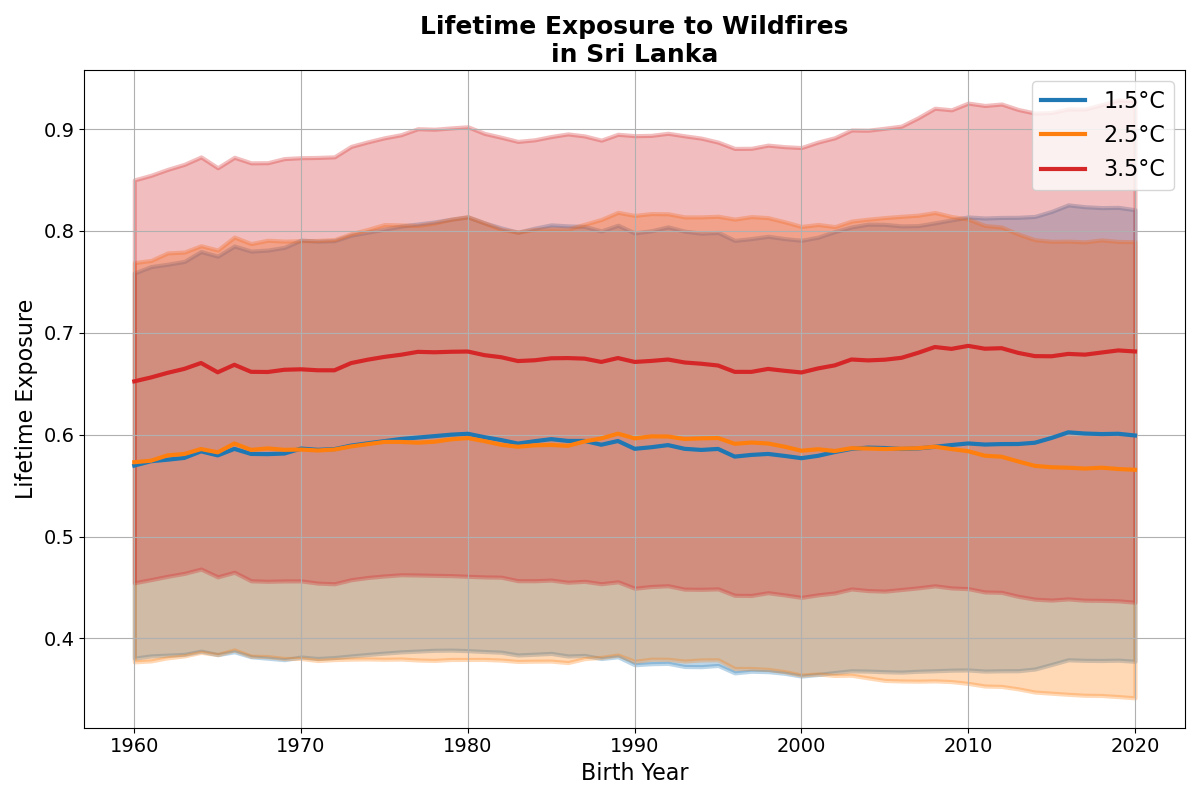 Lifetime Exposure to Wildfires
in Sri Lanka
1.5°C
2.5°C
3.5°C
Lifetime Exposure
0.9
0.8
0.7
0.6
0.5
0.4
1960 1970 1980 1990 2000 2010 2020
Birth Year